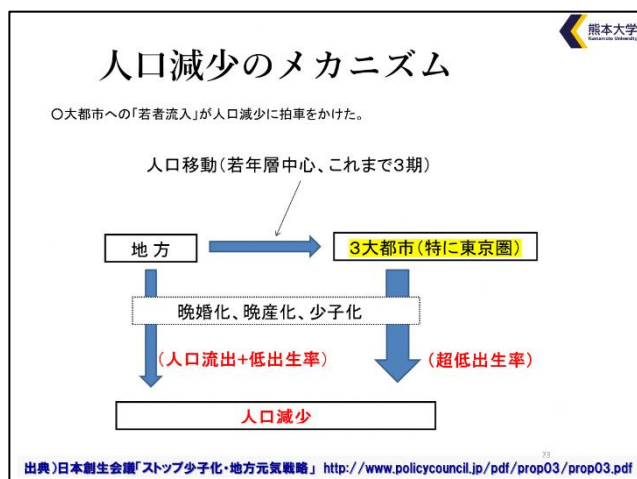 熊本大学
Kumamoto University
人口減少のメカニズム
〇大都市への「若者流入」が人口減少に拍車をかけた。
人口移動(若年層中心、これまで3期)
地 方
3大都市(特に東京圏)
晩婚化、晩産化、少子化
(人口流出+低出生率)
(超低出生率)
人口減少
23
出典)日本創生会議「ストップ少子化・地方元気戦略」 http://www.policycouncil.jp/pdf/prop03/prop03.pdf